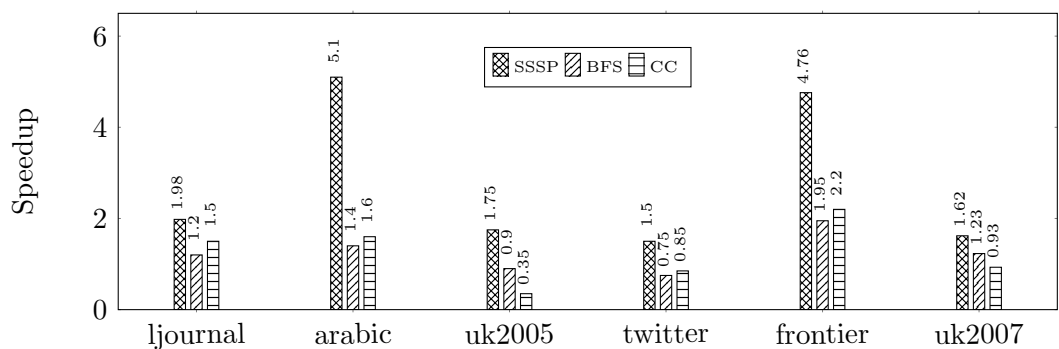 6
4
2
0
Speedup
SSSP BFS CC
1.98 1.2 1.5
5.1 1.4 1.6
1.75 0.9 0.35
1.5 0.75 0.85
4.76 1.95 2.2
1.62 1.23 0.93
ljournal arabic uk2005 twitter frontier uk2007